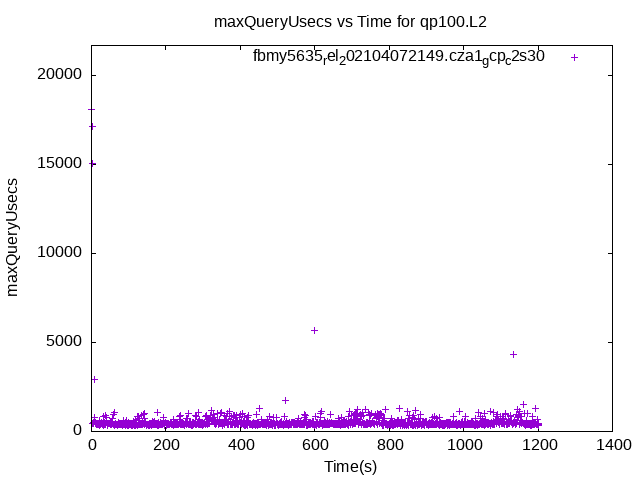 maxQueryUsecs vs Time for qp100.L2
fbmy5635rel202104072149.cza1gcpc2s30
20000
15000
10000
5000
0
maxQueryUsecs
0 200 400 600 800 1000 1200 1400
Time(s)